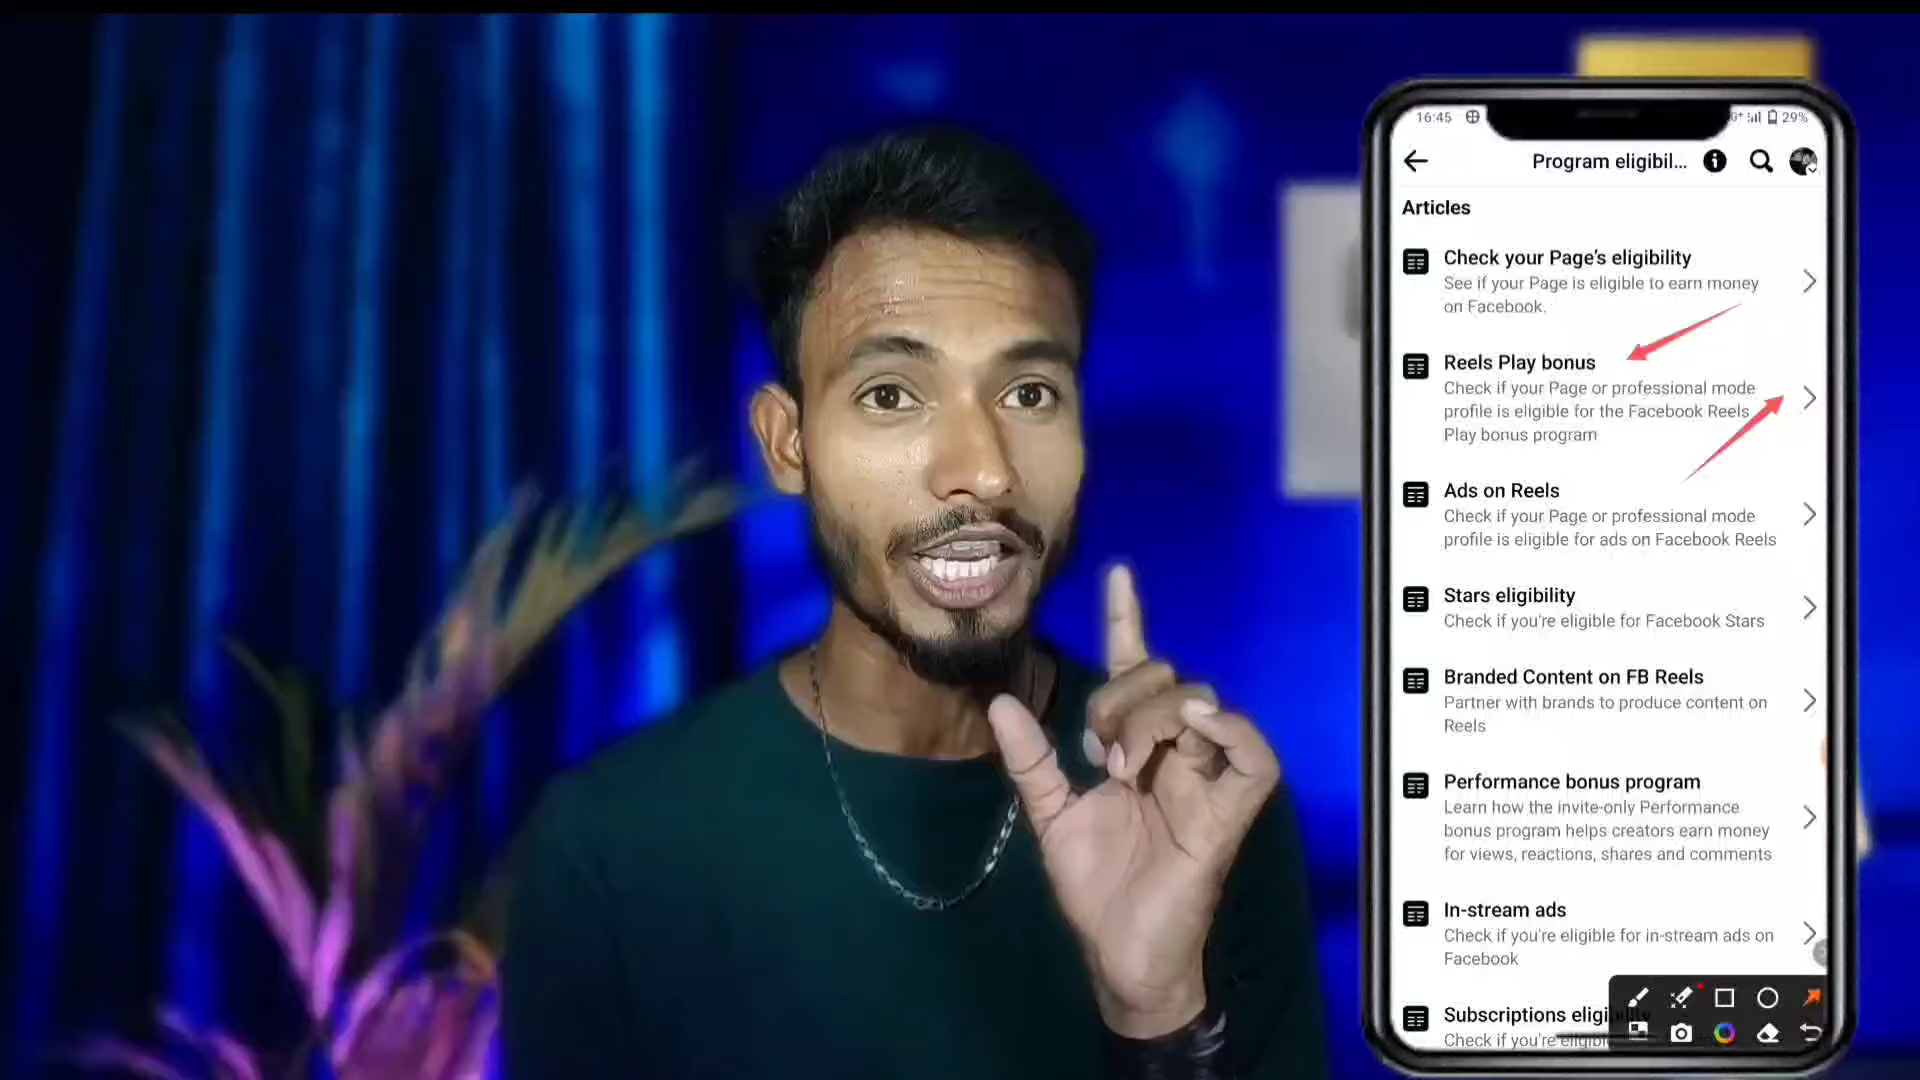 16:45
29%
Program eligibil...
Articles
Check your Page's eligibility
See if your Page is eligible to earn money
on Facebook.
Reels Play bonus
Check if your Page or professional mode
profile is eligible for the Facebook Reels
Play bonus program
Ads on Reels
Check if your Page or professional mode
profile is eligible for ads on Facebook Reels
Stars eligibility
Check if you're eligible for Facebook Stars
Branded Content on FB Reels
Partner with brands to produce content on
Reels
Performance bonus program
Learn how the invite-only Performance
bonus program helps creators earn money
for views, reactions, shares and comments
In-stream ads
Check if you're eligible for in-stream ads on
Facebook
Subscriptions
Check if you're